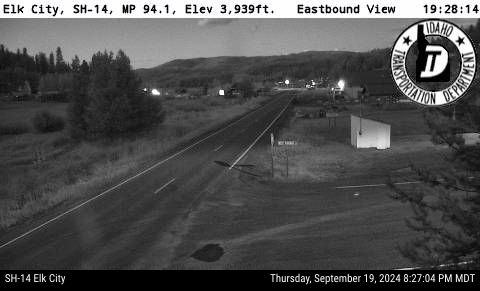 Elk City, SH-14, MP 94.1, Elev 3,939ft. Eastbound View 19:28:14
IDAHO
TRANSPORTATION DEPARTMENT
SH-14 Elk City Thursday, September 19, 2024 8:27:04 PM MDT